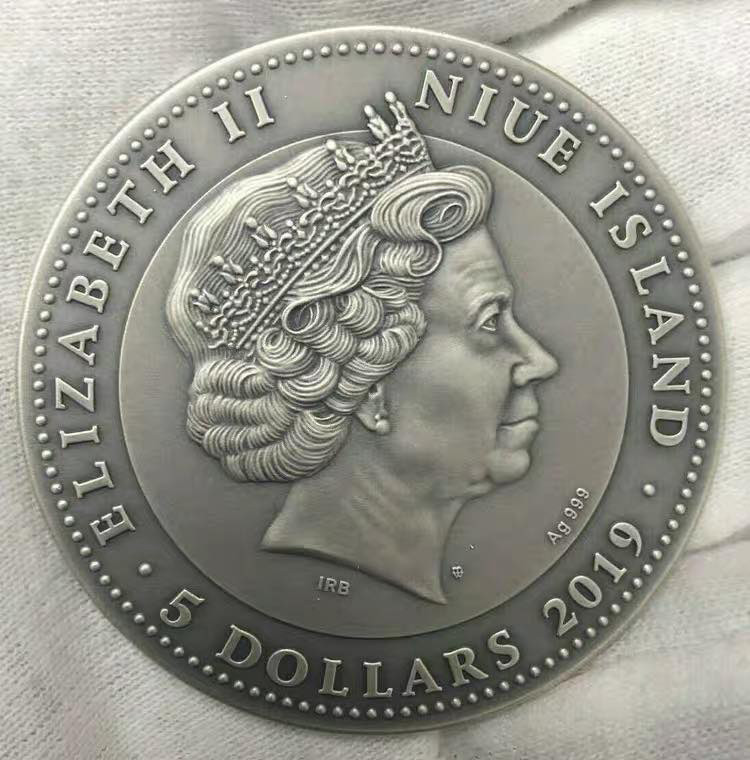 ELIZABETH II
NIUE ISLAND
· 5 DOLLARS 2019 ·
IRB
Ag 999